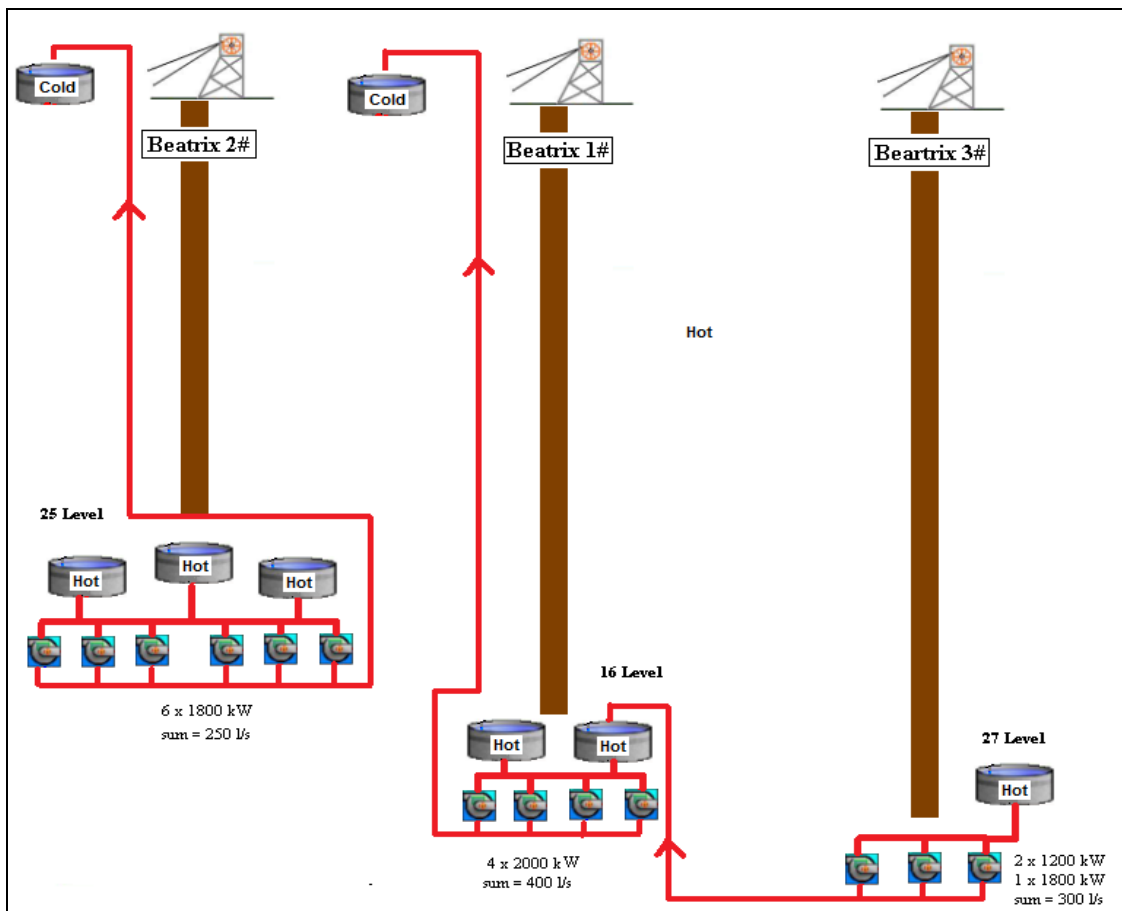 Cold
Cold
Beatrix 2#
Beatrix 1#
Beartrix 3#
Hot
25 Level
Hot
Hot
Hot
6 x 1800 kW
sum = 250 l/s
16 Level
Hot
Hot
4 x 2000 kW
sum = 400 l/s
27 Level
Hot
2 x 1200 kW
1 x 1800 kW
sum = 300 l/s